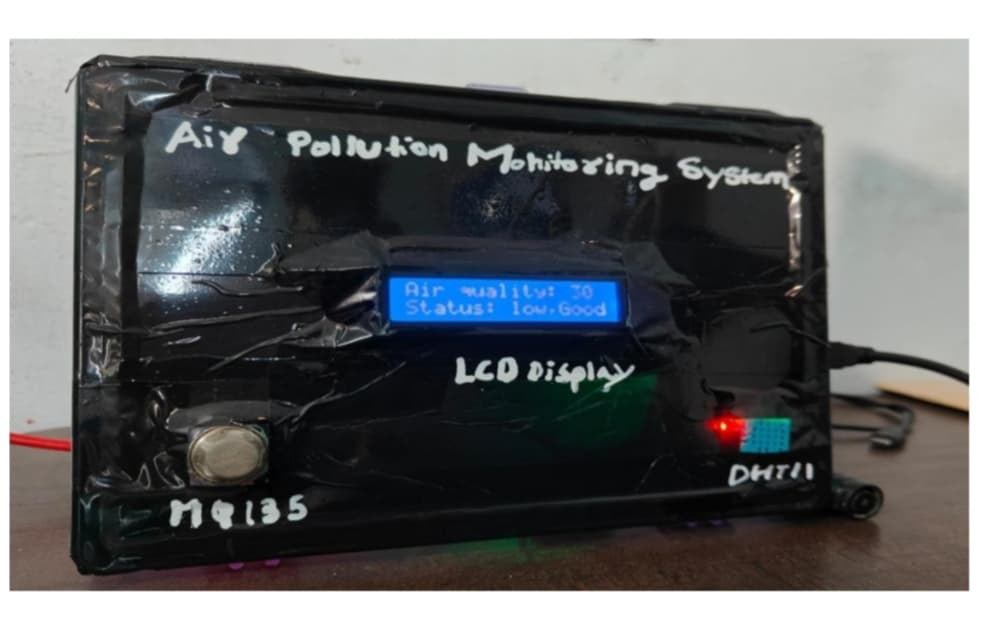 Air Pollution Monitoring System
Air quality: 30
Status: low,Good
LCD Display
MQ135
DHT11